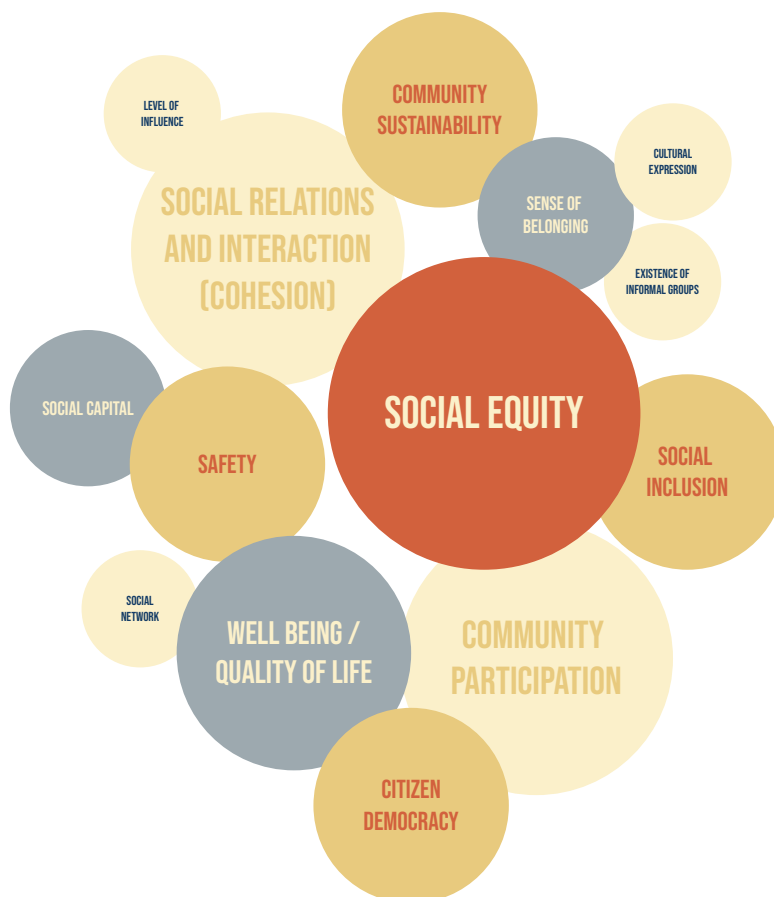 COMMUNITY
SUSTAINABILITY
LEVEL OF
INFLUENCE
CULTURAL
EXPRESSION
SOCIAL RELATIONS
AND INTERACTION
(COHESION)
SENSE OF
BELONGING
EXISTENCE OF
INFORMAL GROUPS
SOCIAL CAPITAL
SOCIAL EQUITY
SAFETY
SOCIAL
INCLUSION
SOCIAL
NETWORK
WELL BEING /
QUALITY OF LIFE
COMMUNITY
PARTICIPATION
CITIZEN
DEMOCRACY